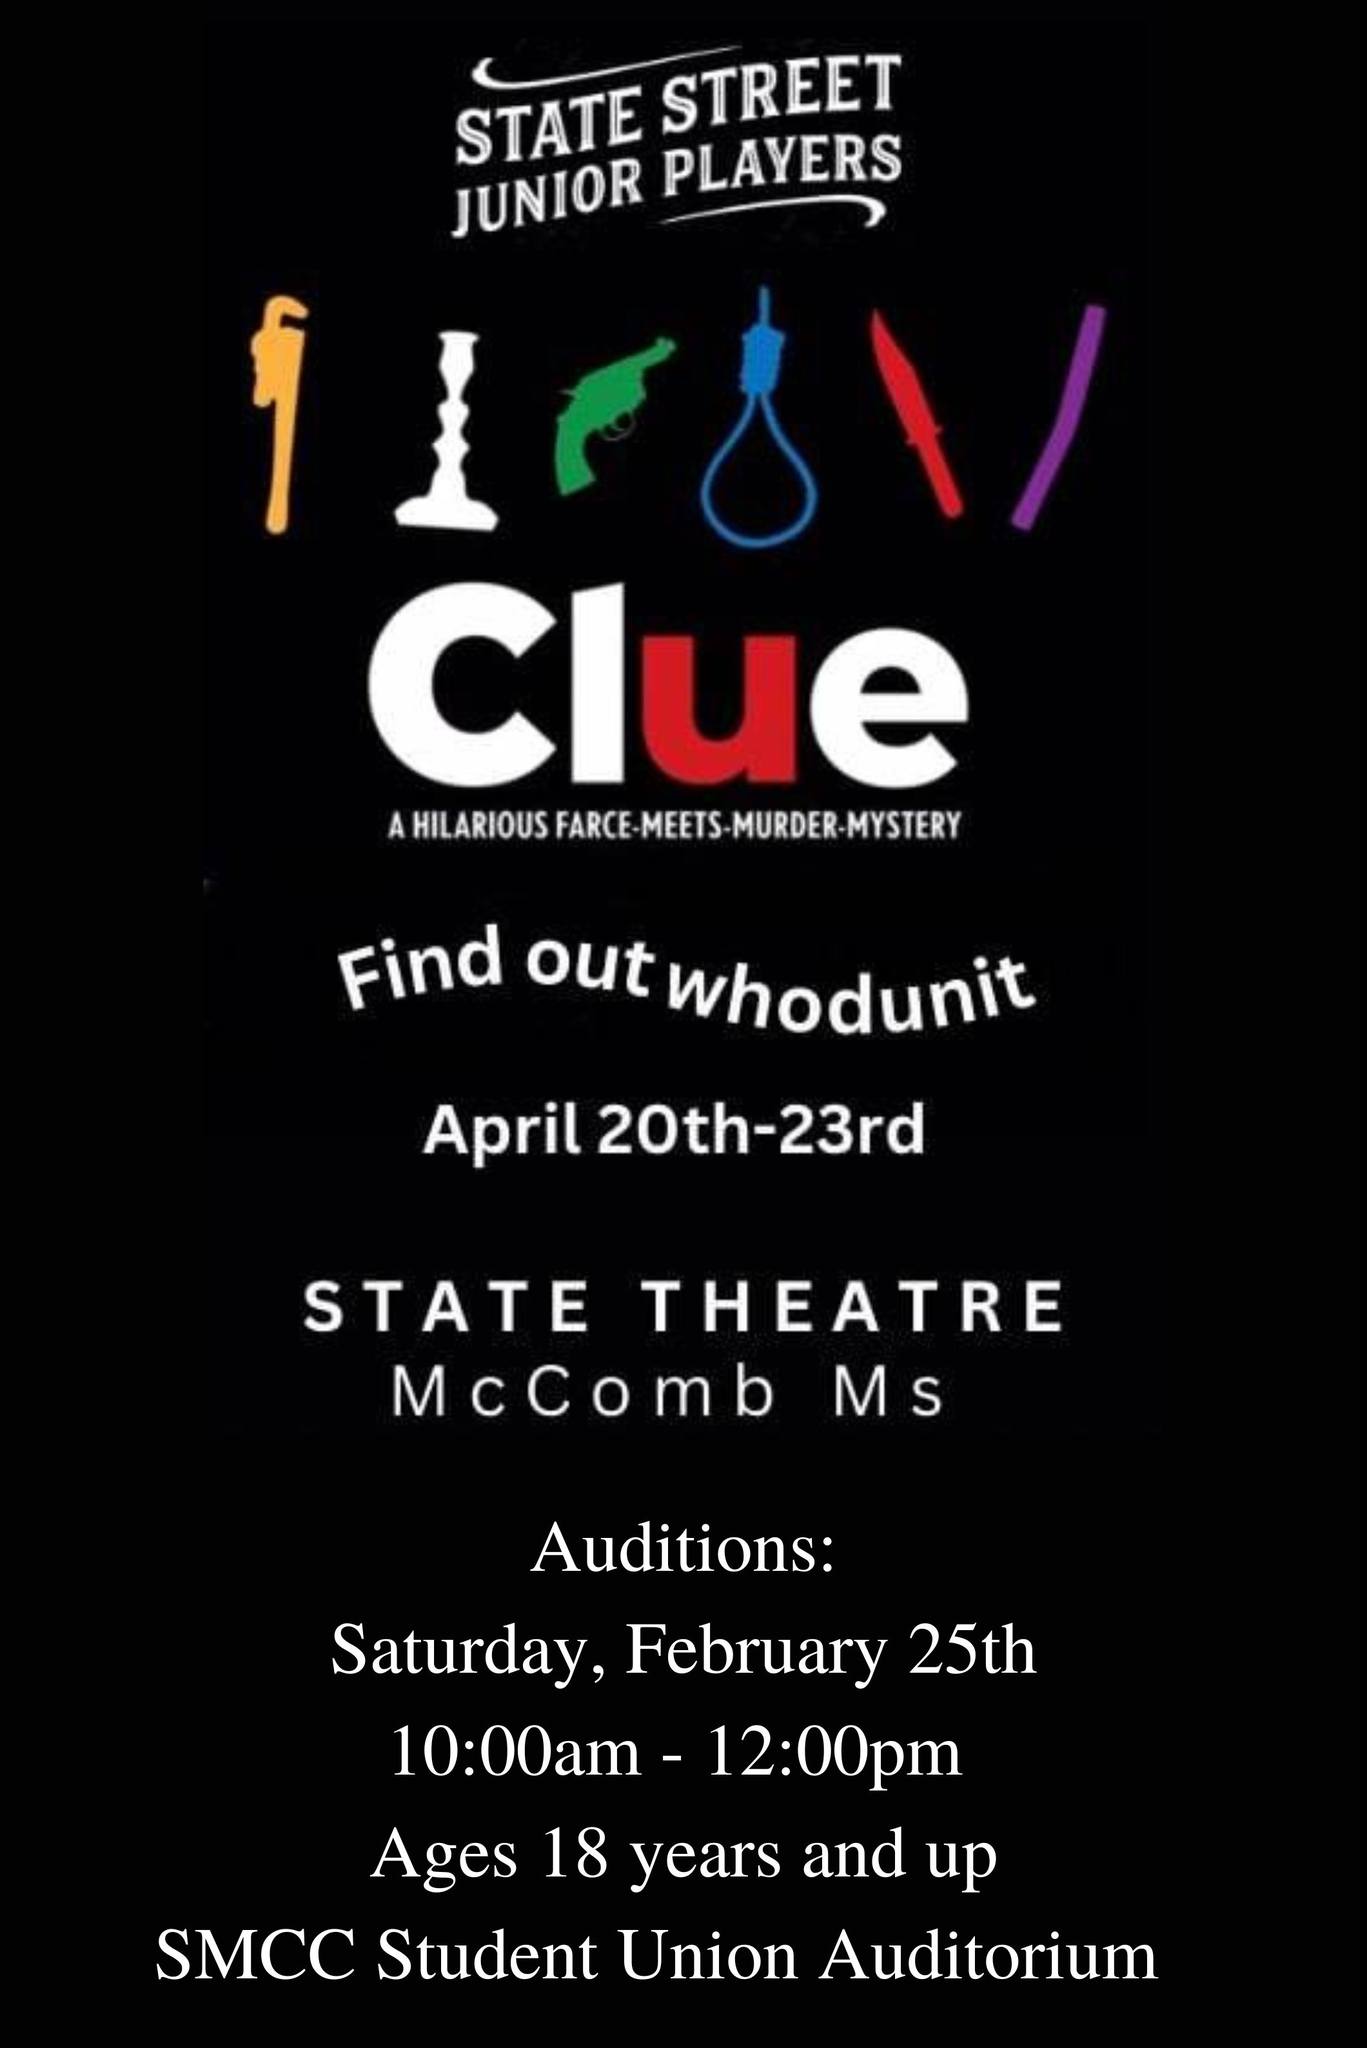 STATE STREET
JUNIOR PLAYERS
Clue
A HILARIOUS FARCE-MEETS-MURDER-MYSTERY
Find out whodunit
April 20th-23rd
STATE THEATRE
McComb Ms
Auditions:
Saturday, February 25th
10:00am - 12:00pm
Ages 18 years and up
SMCC Student Union Auditorium